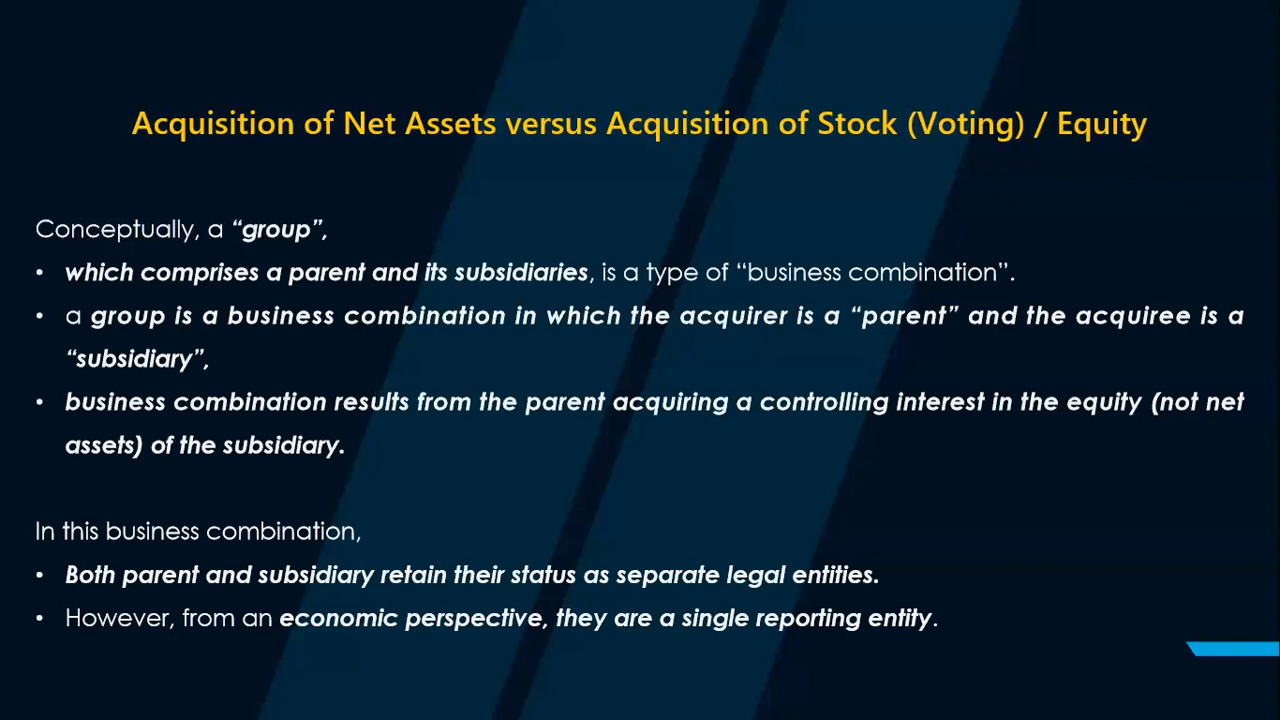 Acquisition of Net Assets versus Acquisition of Stock (Voting) / Equity
Conceptually, a “group”,
• which comprises a parent and its subsidiaries, is a type of “business combination”.
• a group is a business combination in which the acquirer is a “parent” and the acquiree is a
“subsidiary”,
• business combination results from the parent acquiring a controlling interest in the equity (not net
assets) of the subsidiary.
In this business combination,
• Both parent and subsidiary retain their status as separate legal entities.
• However, from an economic perspective, they are a single reporting entity.